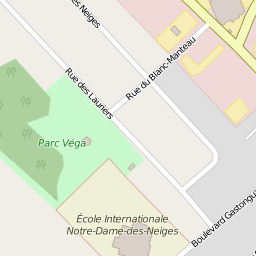 es Neiges
Rue du Blanc-Manteau
Rue des Lauriers
Parc Véga
École Internationale
Notre-Dame-des-Neiges
Boulevard Gastongu